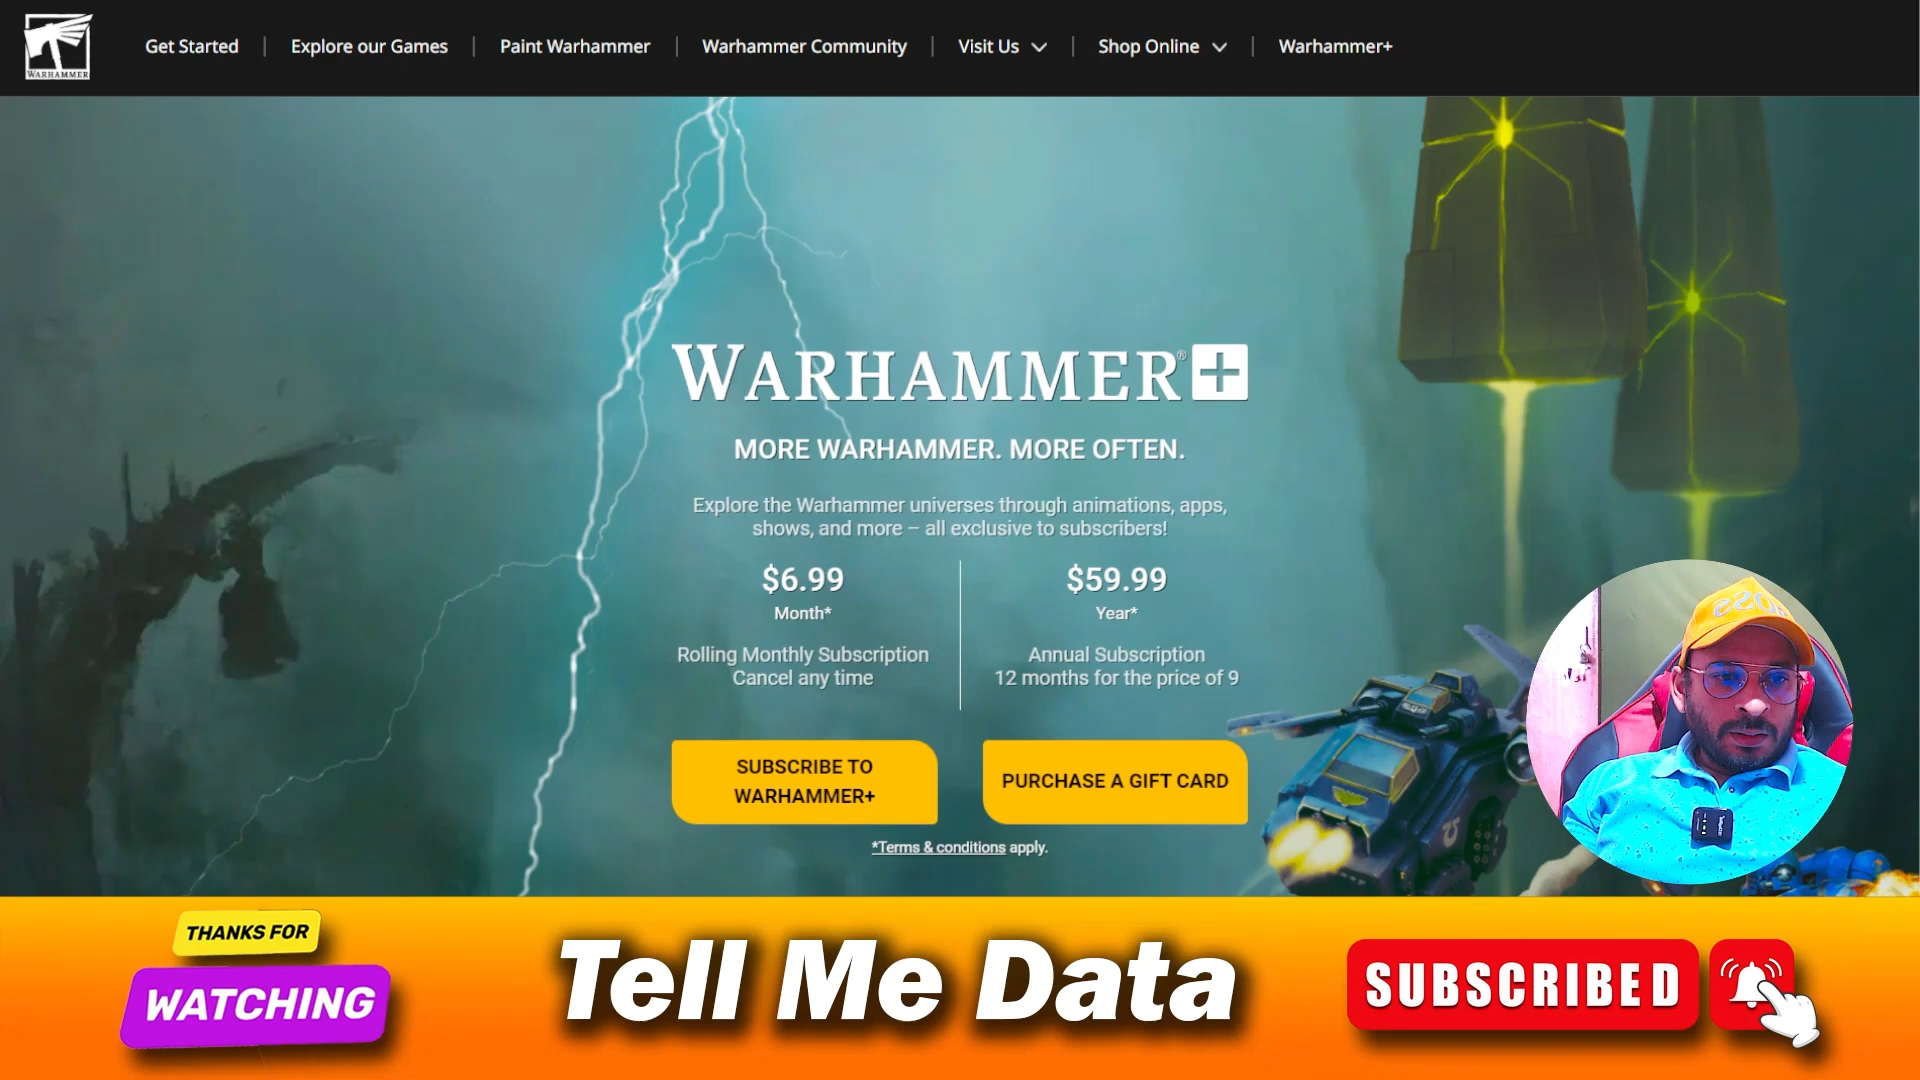 WARHAMMER
Get Started
Explore our Games
Paint Warhammer
Warhammer Community
Visit Us
Shop Online
Warhammer+
WARHAMMER®+
MORE WARHAMMER. MORE OFTEN.
Explore the Warhammer universes through animations, apps,
shows, and more – all exclusive to subscribers!
$6.99
Month*
Rolling Monthly Subscription
Cancel any time
$59.99
Year*
Annual Subscription
12 months for the price of 9
SUBSCRIBE TO
WARHAMMER+
PURCHASE A GIFT CARD
*Terms & conditions apply.
THANKS FOR
WATCHING
Tell Me Data
SUBSCRIBED